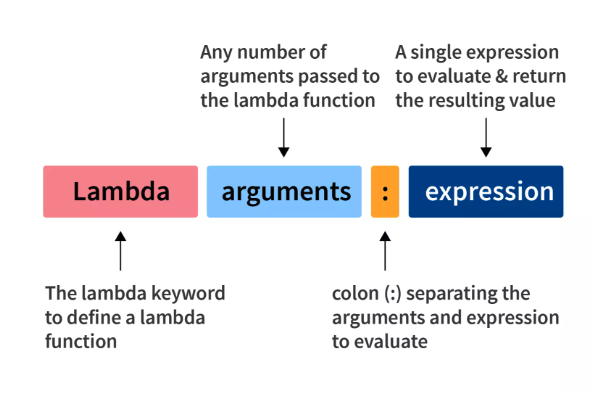 Any number of
arguments passed to
the lambda function
A single expression
to evaluate & return
the resulting value
Lambda arguments : expression
The lambda keyword
to define a lambda
function
colon (:) separating the
arguments and expression
to evaluate